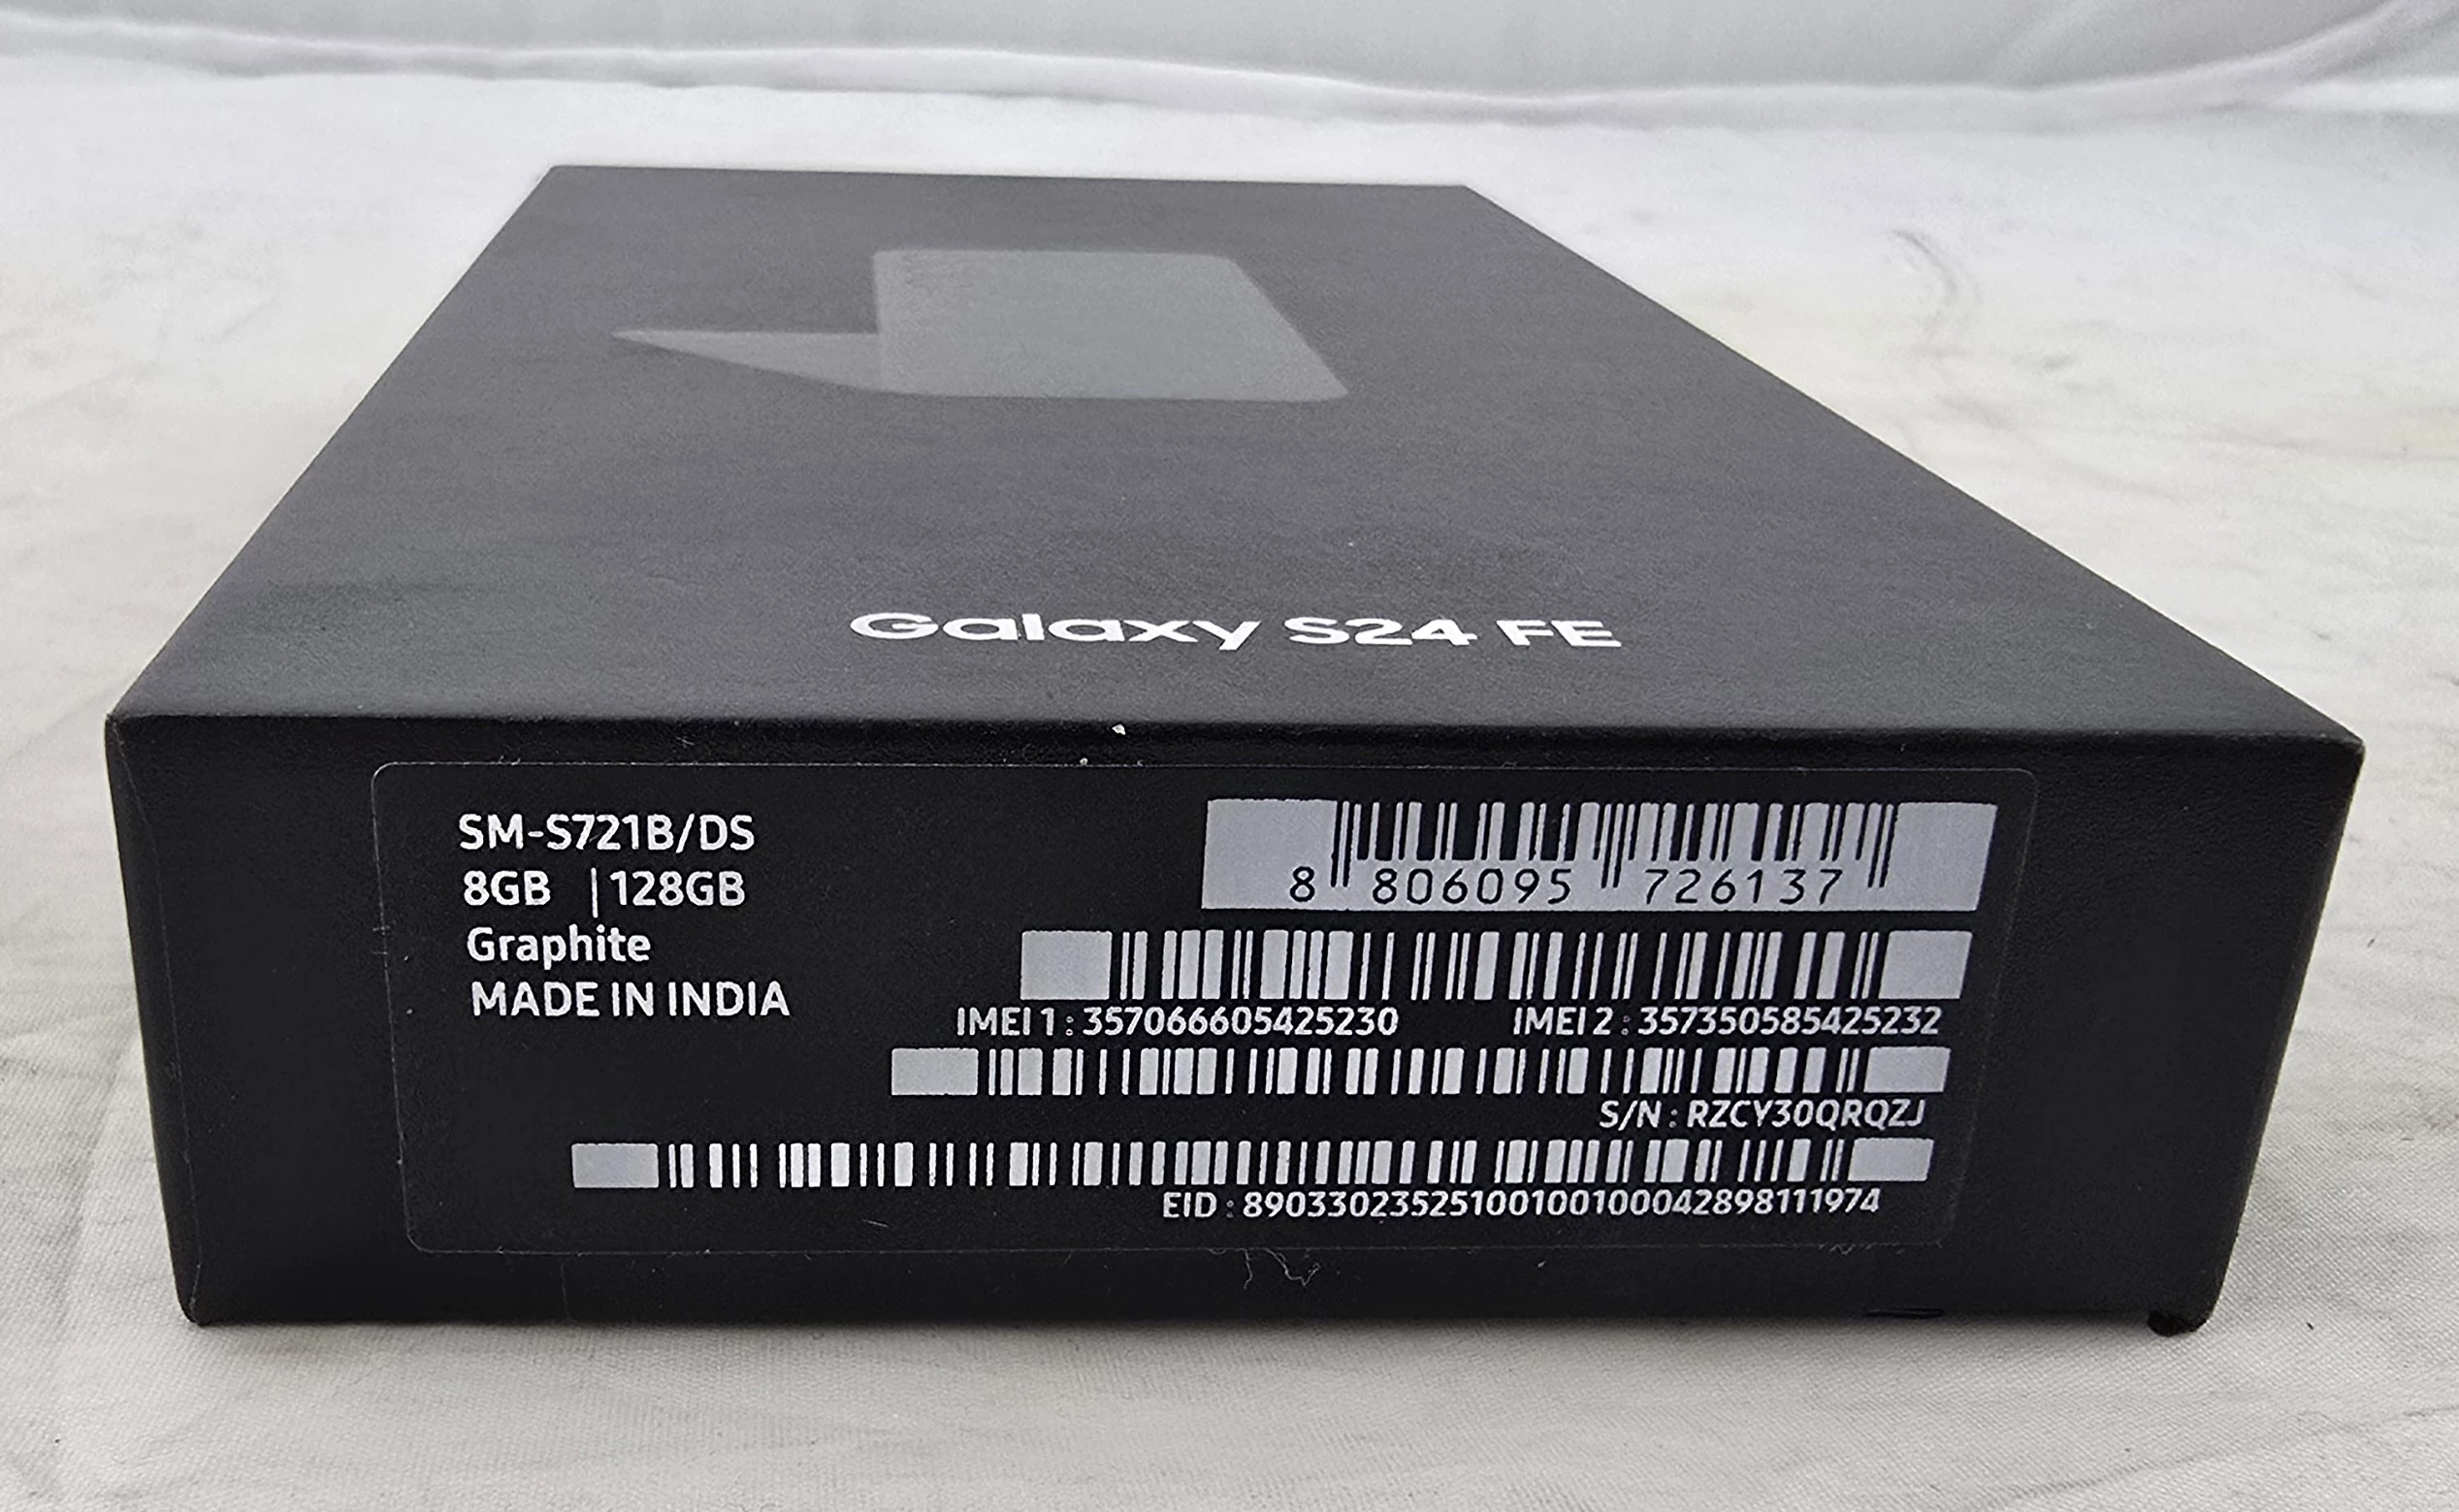 Galaxy S24 FE
SM-S721B/DS
8GB | 128GB
Graphite
MADE IN INDIA
8 806095 726137
IMEI 1 : 357066605425230 IMEI 2 : 357350585425232
S/N : RZCY30QRQZJ
EID : 89033023525100100100042898111974